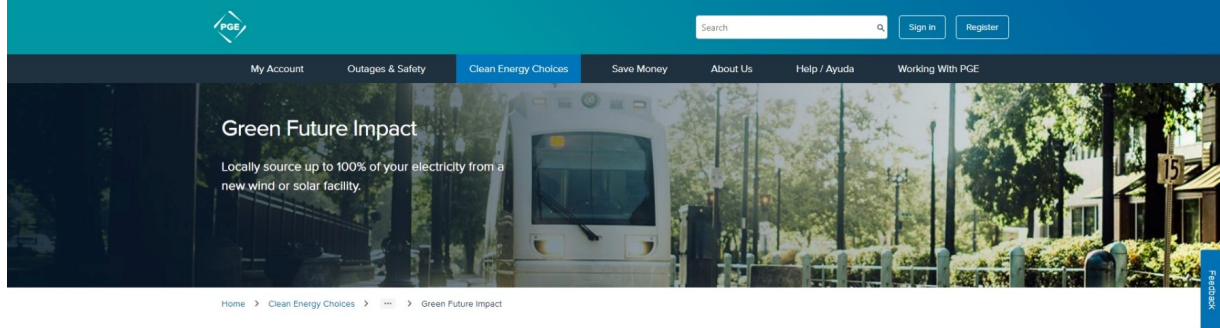 PGE
Search
Sign in
Register
My Account
Outages & Safety
Clean Energy Choices
Save Money
About Us
Help / Ayuda
Working With PGE
Green Future Impact
Locally source up to 100% of your electricity from a
new wind or solar facility.
15
Home > Clean Energy Choices > ... > Green Future Impact
Feedback